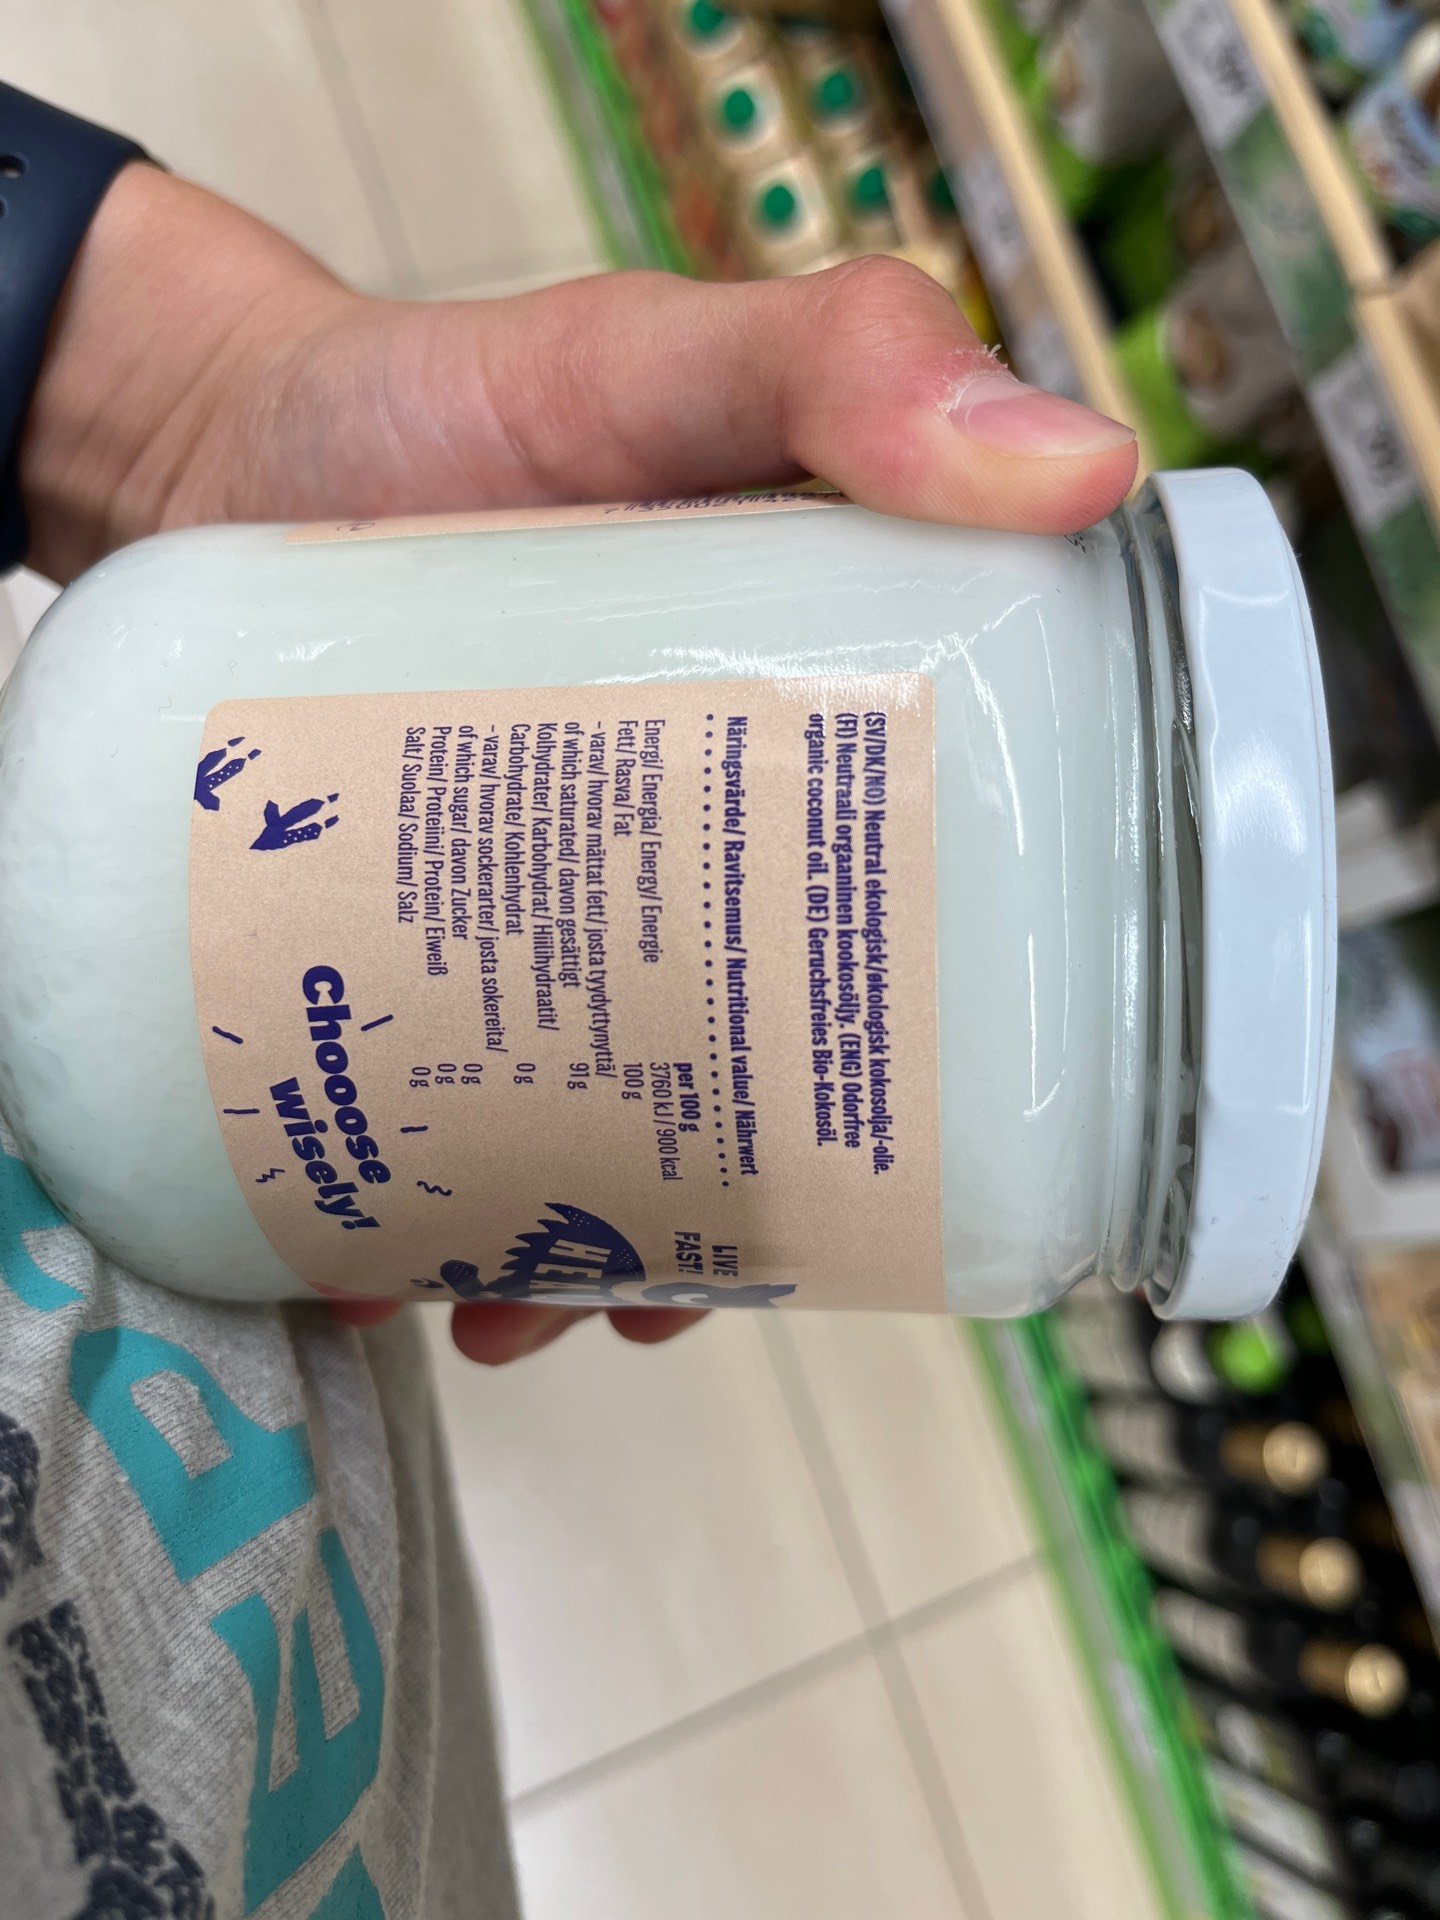 (SV/DK/NO) Neutral ekologisk/økologisk kokosolja/-olie.
(FI) Neutraali orgaaninen kookosöljy. (ENG) Odorfree
organic coconut oil. (DE) Geruchsfreies Bio-Kokosöl.
Näringsvärde/ Ravitsemus/ Nutritional value/ Nährwert
per 100 g
Energi/ Energia/ Energy/ Energie 3760 kJ / 900 kcal
Fett/ Rasva/ Fat 100 g
- varav/ hvorav mättat fett/ josta tyydyttynyttä/
of which saturated/ davon gesättigt 91 g
Kolhydrater/ Karbohydrat/ Hiilihydraatit/
Carbohydrate/ Kohlenhydrat 0 g
- varav/ hvorav sockerarter/ josta sokereita/
of which sugar/ davon Zucker 0 g
Protein/ Proteiini/ Protein/ Eiweiß 0 g
Salt/ Suolaa/ Sodium/ Salz 0 g
Chooose
wisely!
LIVE
FAST!